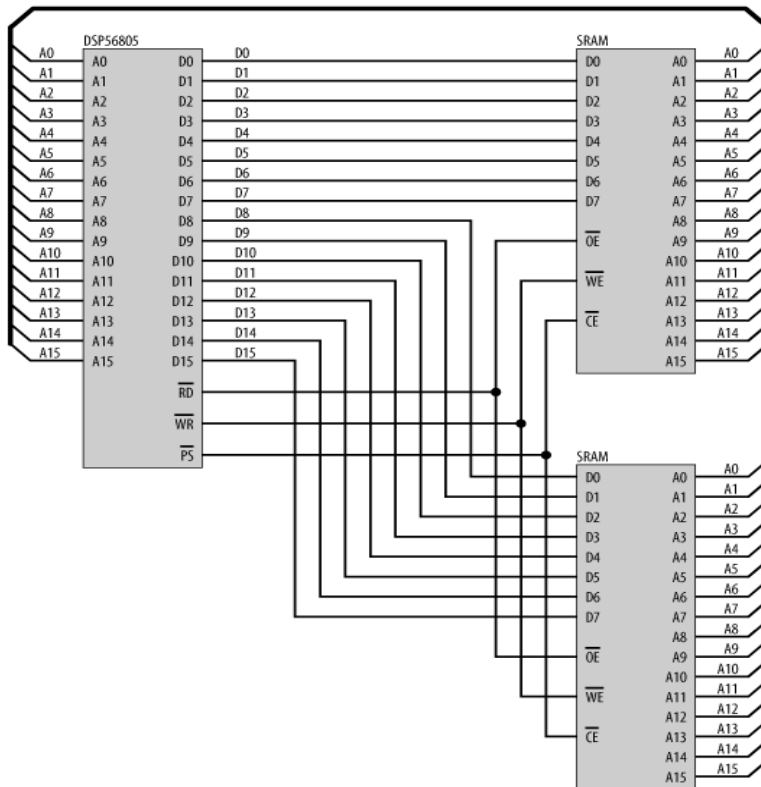 DSP56805 SRAM
A0 A0 D0 D0 D0 A0 A0
A1 A1 D1 D1 D1 A1 A1
A2 A2 D2 D2 D2 A2 A2
A3 A3 D3 D3 D3 A3 A3
A4 A4 D4 D4 D4 A4 A4
A5 A5 D5 D5 D5 A5 A5
A6 A6 D6 D6 D6 A6 A6
A7 A7 D7 D7 D7 A7 A7
A8 A8 D8 D8 A8 A8
A9 A9 D9 D9 OE A9 A9
A10 A10 D10 D10 A10 A10
A11 A11 D11 D11 WE A11 A11
A12 A12 D12 D12 A12 A12
A13 A13 D13 D13 CE A13 A13
A14 A14 D14 D14 A14 A14
A15 A15 D15 D15 A15 A15
RD
WR
PS
SRAM
D0 A0 A0
D1 A1 A1
D2 A2 A2
D3 A3 A3
D4 A4 A4
D5 A5 A5
D6 A6 A6
D7 A7 A7
A8 A8
OE A9 A9
A10 A10
WE A11 A11
A12 A12
CE A13 A13
A14 A14
A15 A15